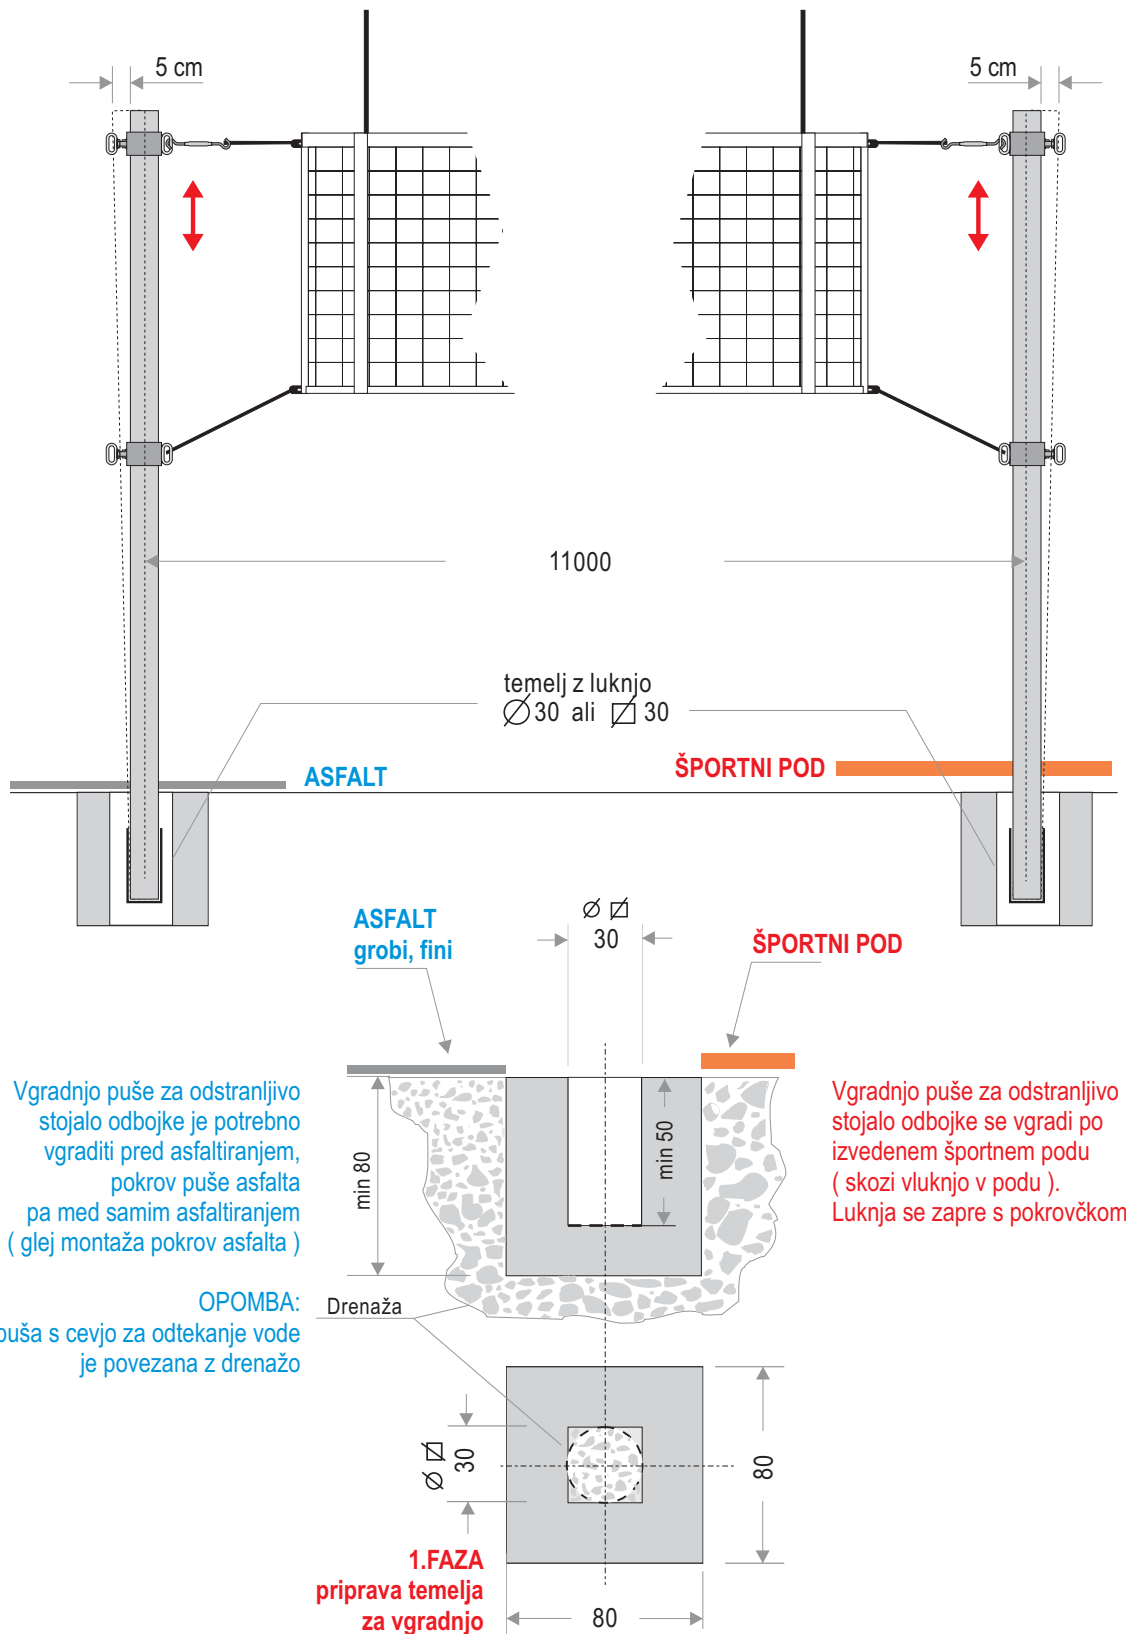 5 cm
5 cm
11000
temelj z luknjo
30 ali 30
ASFALT
ŠPORTNI POD
ASFALT
grobi, fini
30
ŠPORTNI POD
Vgradnjo puše za odstranljivo
stojalo odbojke je potrebno
vgraditi pred asfaltiranjem,
pokrov puše asfalta
pa med samim asfaltiranjem
( glej montaža pokrov asfalta )
min 80
min 50
Vgradnjo puše za odstranljivo
stojalo odbojke se vgradi po
izvedenem športnem podu
( skozi vluknjo v podu ).
Luknja se zapre s pokrovčkom
OPOMBA:
puša s cevjo za odtekanje vode
je povezana z drenažo
Drenaža
30
80
1.FAZA
priprava temelja
za vgradnjo
80